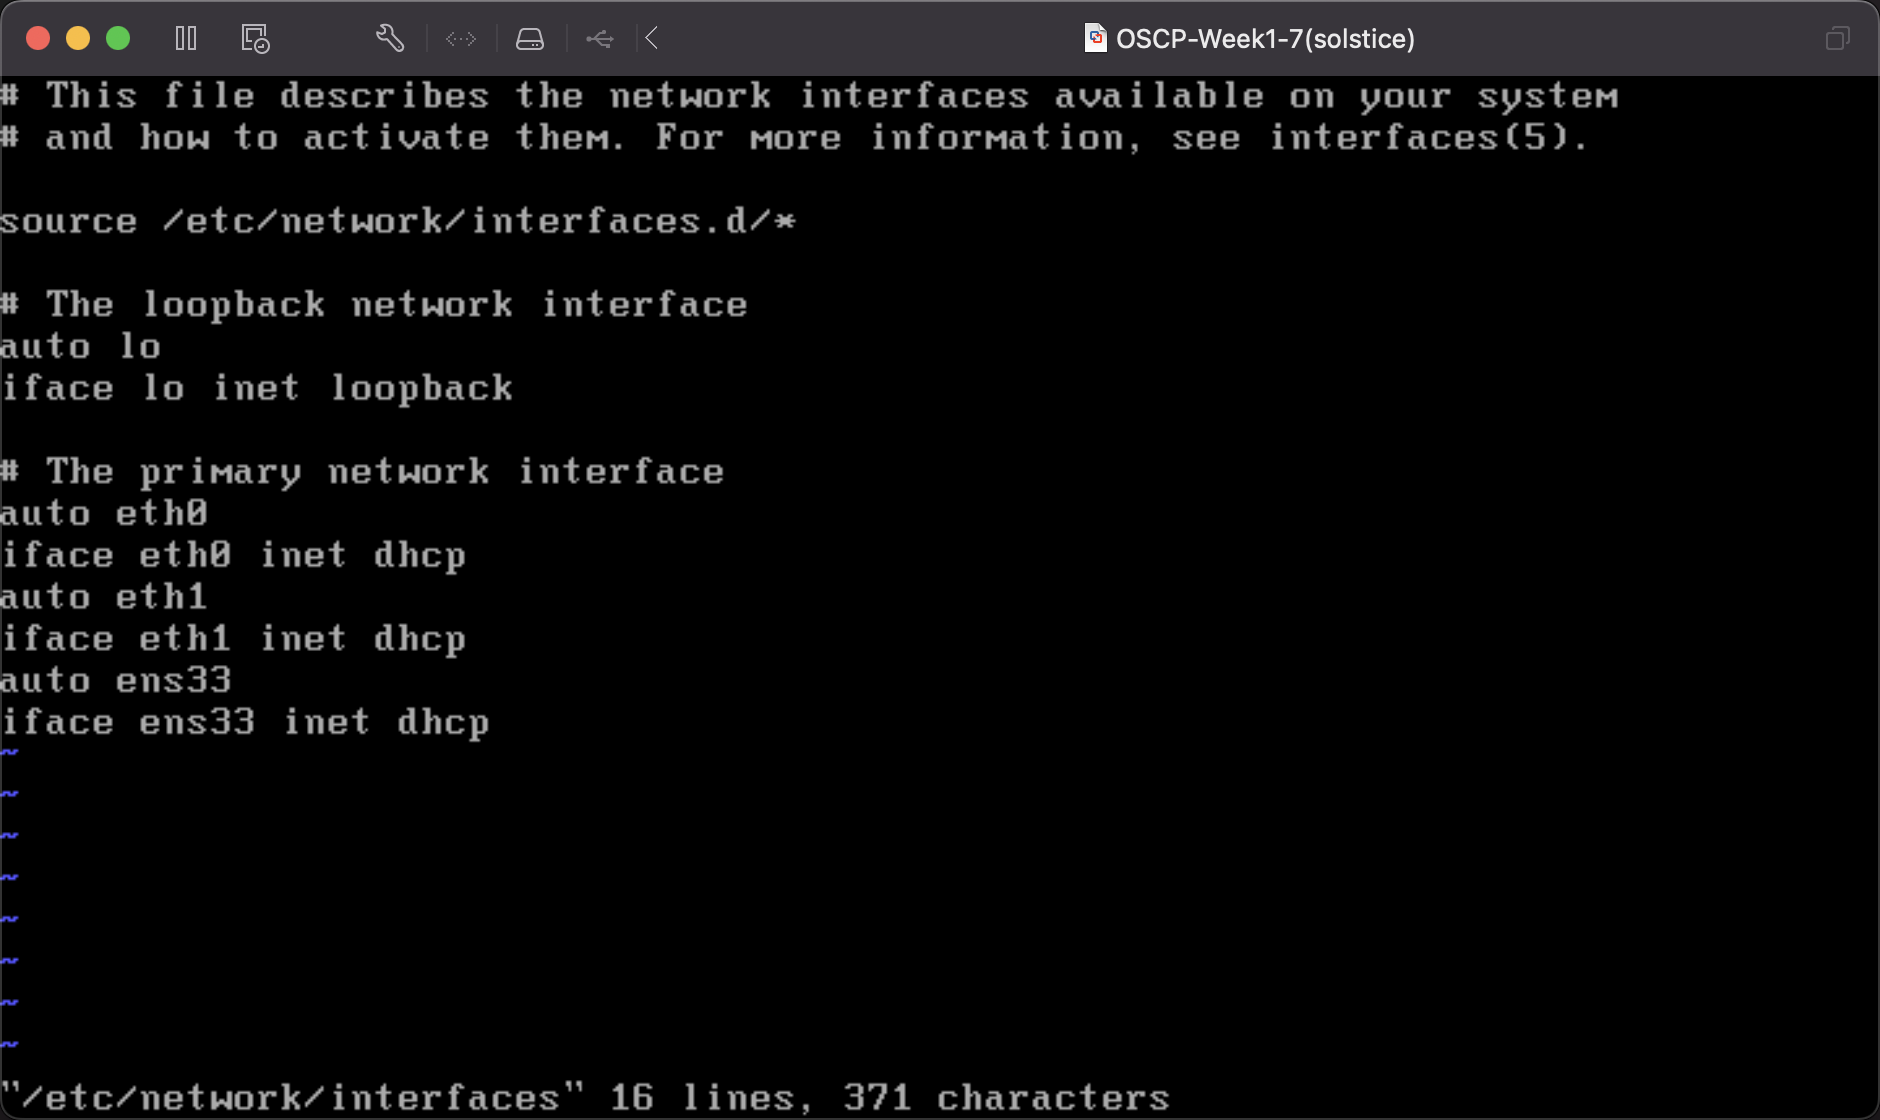 OSCP-Week1-7(solstice)
# This file describes the network interfaces available on your system
# and how to activate them. For more information, see interfaces(5).
source /etc/network/interfaces.d/*
# The loopback network interface
auto lo
iface lo inet loopback
# The primary network interface
auto eth0
iface eth0 inet dhcp
auto eth1
iface eth1 inet dhcp
auto ens33
iface ens33 inet dhcp
~
~
~
~
~
~
~
~
"/etc/network/interfaces" 16 lines, 371 characters